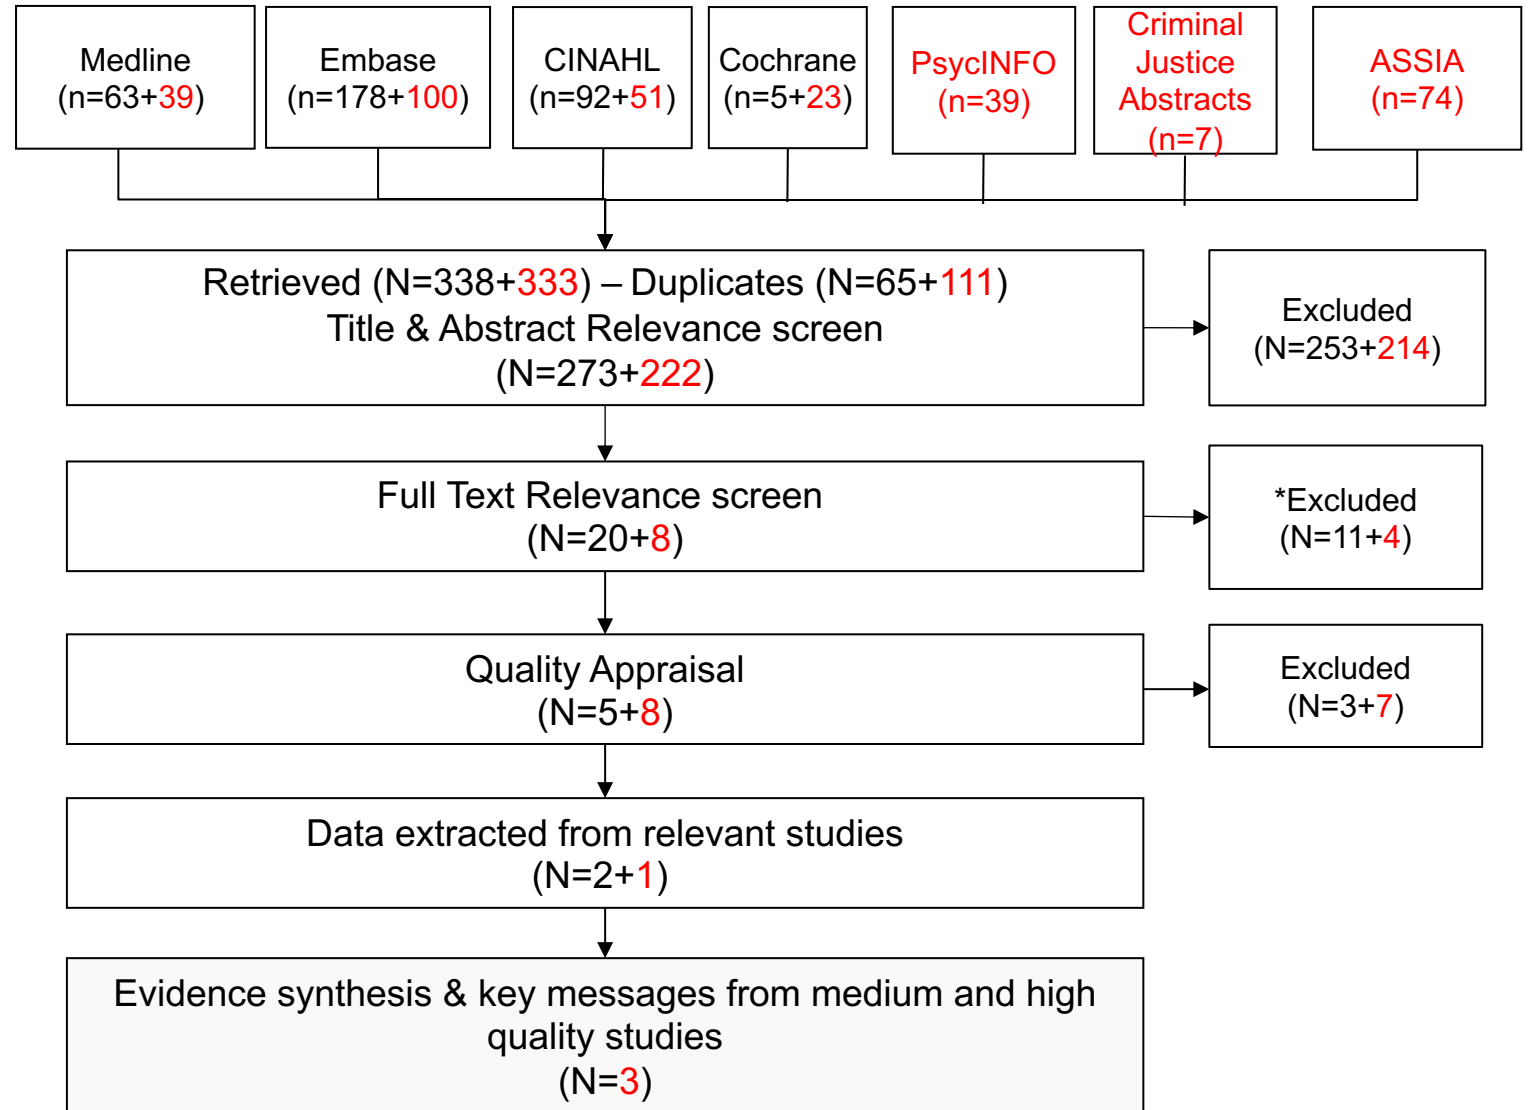 Medline
(n=63+39)
Embase
(n=178+100)
CINAHL
(n=92+51)
Cochrane
(n=5+23)
PsycINFO
(n=39)
Criminal
Justice
Abstracts
(n=7)
ASSIA
(n=74)
Retrieved (N=338+333) – Duplicates (N=65+111)
Title & Abstract Relevance screen
(N=273+222)
Excluded
(N=253+214)
Full Text Relevance screen
(N=20+8)
*Excluded
(N=11+4)
Quality Appraisal
(N=5+8)
Excluded
(N=3+7)
Data extracted from relevant studies
(N=2+1)
Evidence synthesis & key messages from medium and high
quality studies
(N=3)